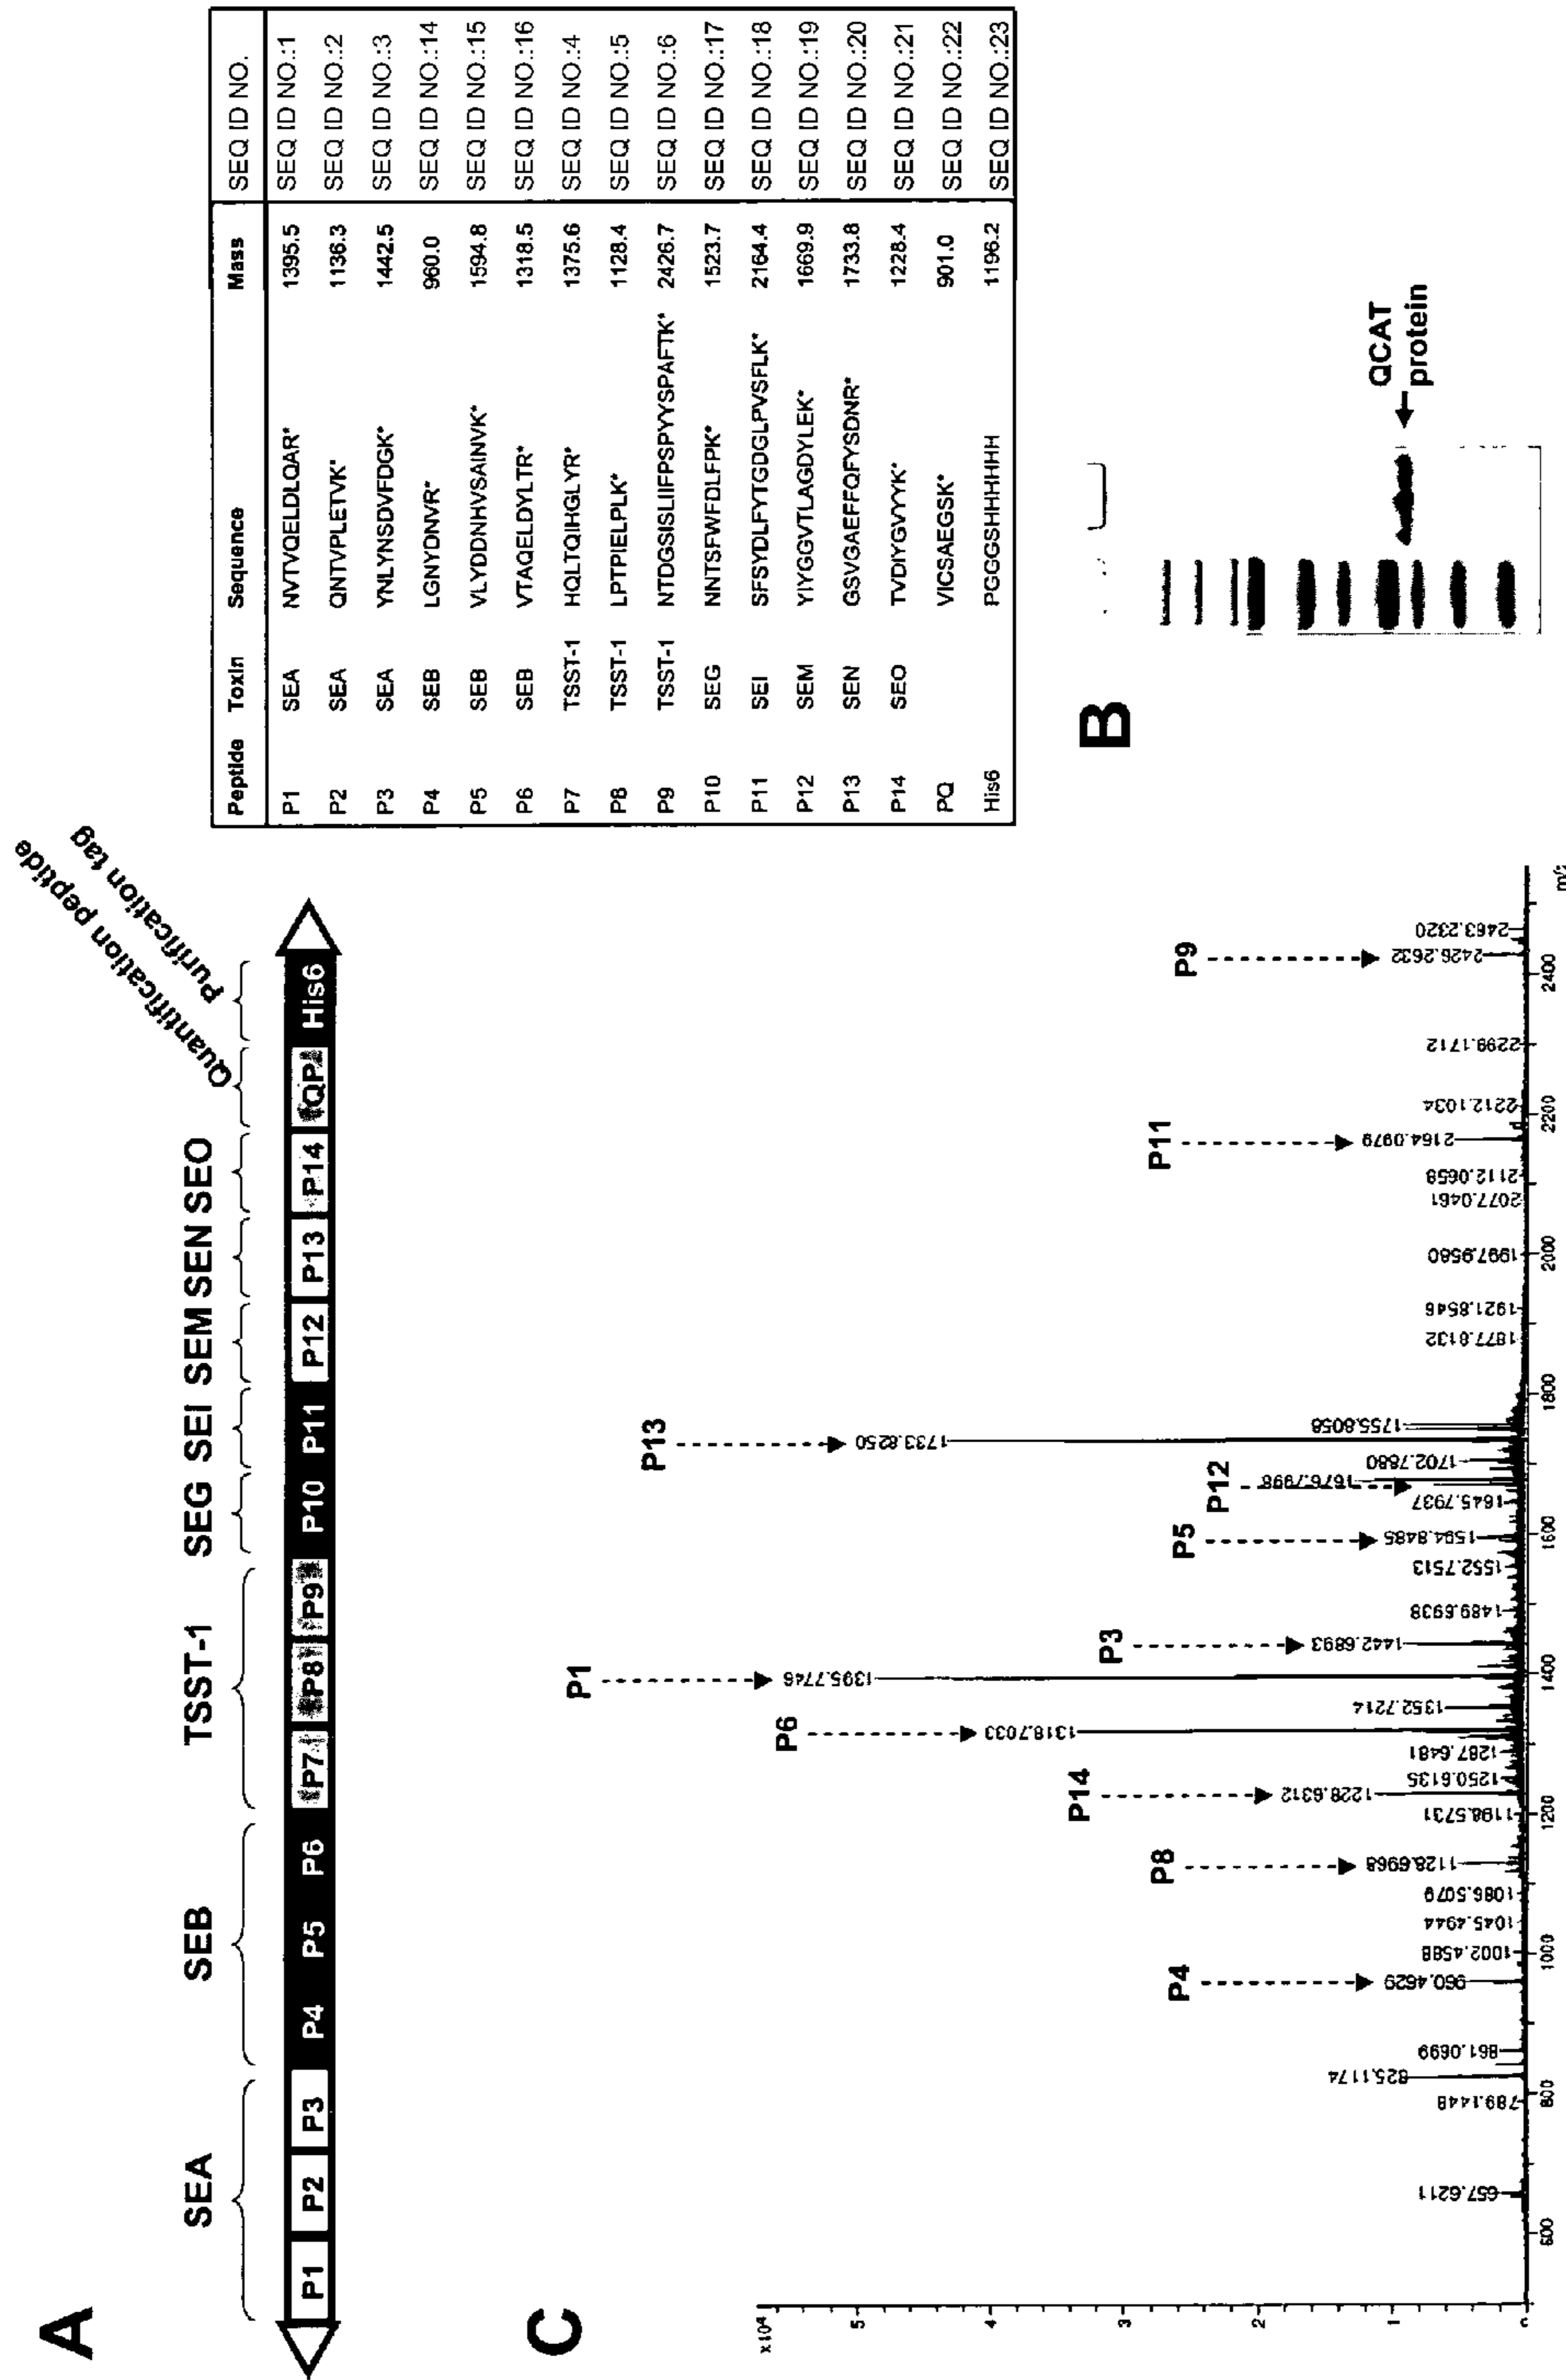 A
SEA SEB TSST-1 SEG SEI SEM SEN SEO
Quantification peptide
Purification tag
P1 P2 P3 P4 P5 P6 P7 P8 P9 P10 P11 P12 P13 P14 QP His6
Peptide Toxin Sequence Mass SEQ ID NO.
P1 SEA NVTVQELDLQAR* 1395.5 SEQ ID NO.:1
P2 SEA QNTVPLETVK* 1136.3 SEQ ID NO.:2
P3 SEA YNLYNSDVFDGK* 1442.5 SEQ ID NO.:3
P4 SEB LGNYDNVR* 960.0 SEQ ID NO.:14
P5 SEB VLYDDNHVSAINVK* 1594.8 SEQ ID NO.:15
P6 SEB VTAQELDYLTR* 1318.5 SEQ ID NO.:16
P7 TSST-1 HQLTQIHGLYR* 1375.6 SEQ ID NO.:4
P8 TSST-1 LPTPIELPLK* 1128.4 SEQ ID NO.:5
P9 TSST-1 NTDGSISLIIFPSPYYSPAFTK* 2426.7 SEQ ID NO.:6
P10 SEG NNTSFWFDLFPK* 1523.7 SEQ ID NO.:17
P11 SEI SFSYDLFYTGDGLPVSFLK* 2164.4 SEQ ID NO.:18
P12 SEM YIYGGVTLAGDYLEK* 1669.9 SEQ ID NO.:19
P13 SEN GSVGAEFFQFYSDNR* 1733.8 SEQ ID NO.:20
P14 SEO TVDIYGVYYK* 1228.4 SEQ ID NO.:21
PQ VICSAEGSK* 901.0 SEQ ID NO.:22
His6 PGGGSHHHHHH 1196.2 SEQ ID NO.:23
B
QCAT
protein
C
x10⁴
5
4
3
2
1
0
P4 P8 P14 P6 P1 P3 P5 P12 P13 P11 P9
657.6211
789.1448
825.1174
861.0699
960.4629
1002.4588
1045.4944
1086.5079
1128.6968
1198.5731
1228.6312
1250.6135
1287.6481
1318.7033
1352.7214
1395.7746
1442.6893
1489.6938
1552.7513
1594.8485
1645.7937
1676.7998
1702.7880
1733.8250
1755.8058
1877.8132
1921.8546
1997.9580
2077.0461
2112.0658
2164.0979
2212.1034
2299.1712
2426.2632
2463.2320
600 800 1000 1200 1400 1600 1800 2000 2200 2400
m/z